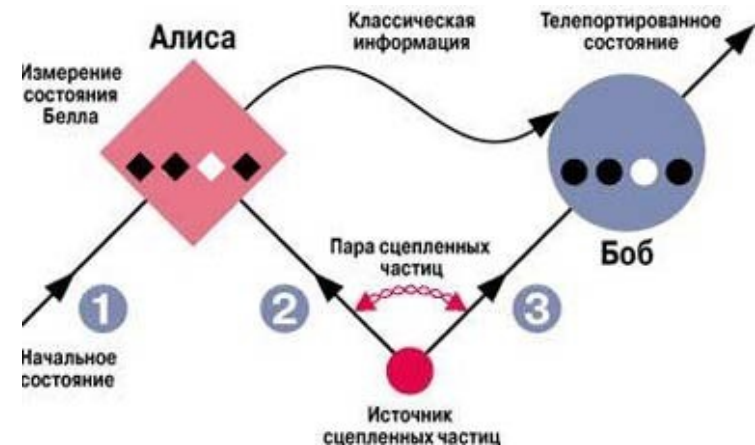 Алиса
Классическая
информация
Телепортированное
состояние
Измерение
состояния
Белла
Боб
Пара сцепленных
частиц
1
2
3
Начальное
состояние
Источник
сцепленных частиц